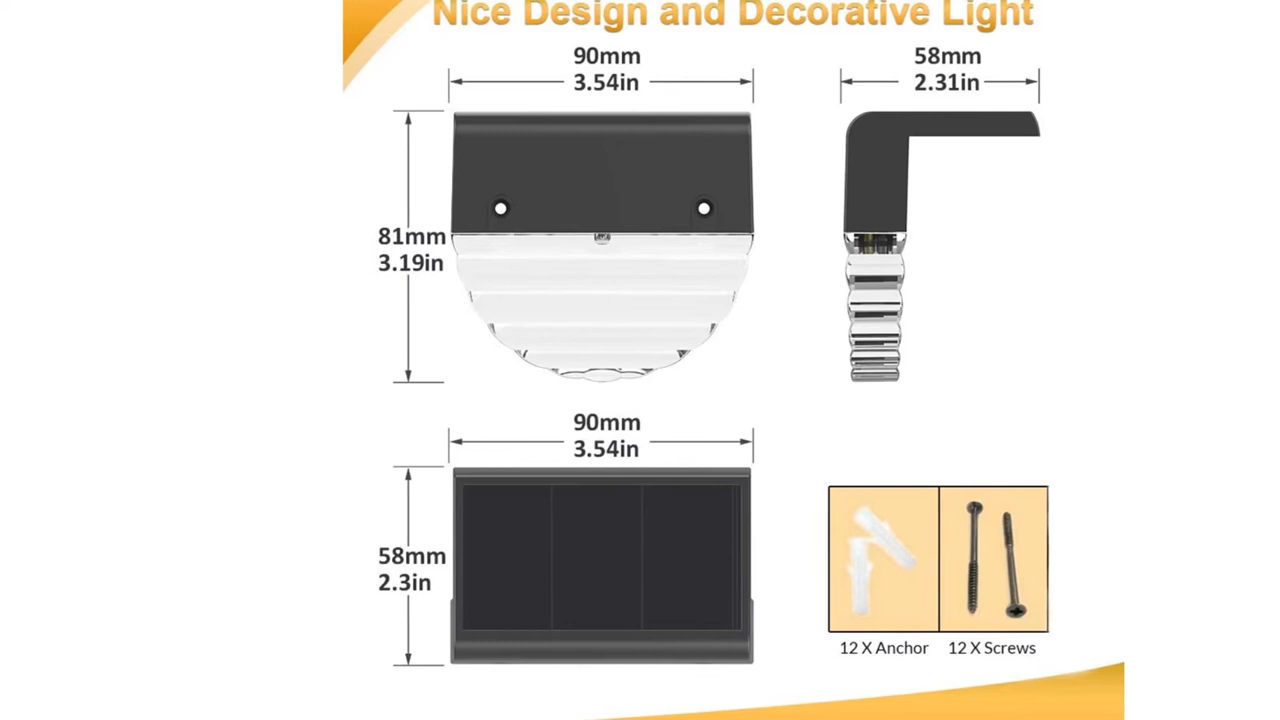 Nice Design and Decorative Light
90mm
3.54in
58mm
2.31in
81mm
3.19in
90mm
3.54in
58mm
2.3in
12 X Anchor
12 X Screws